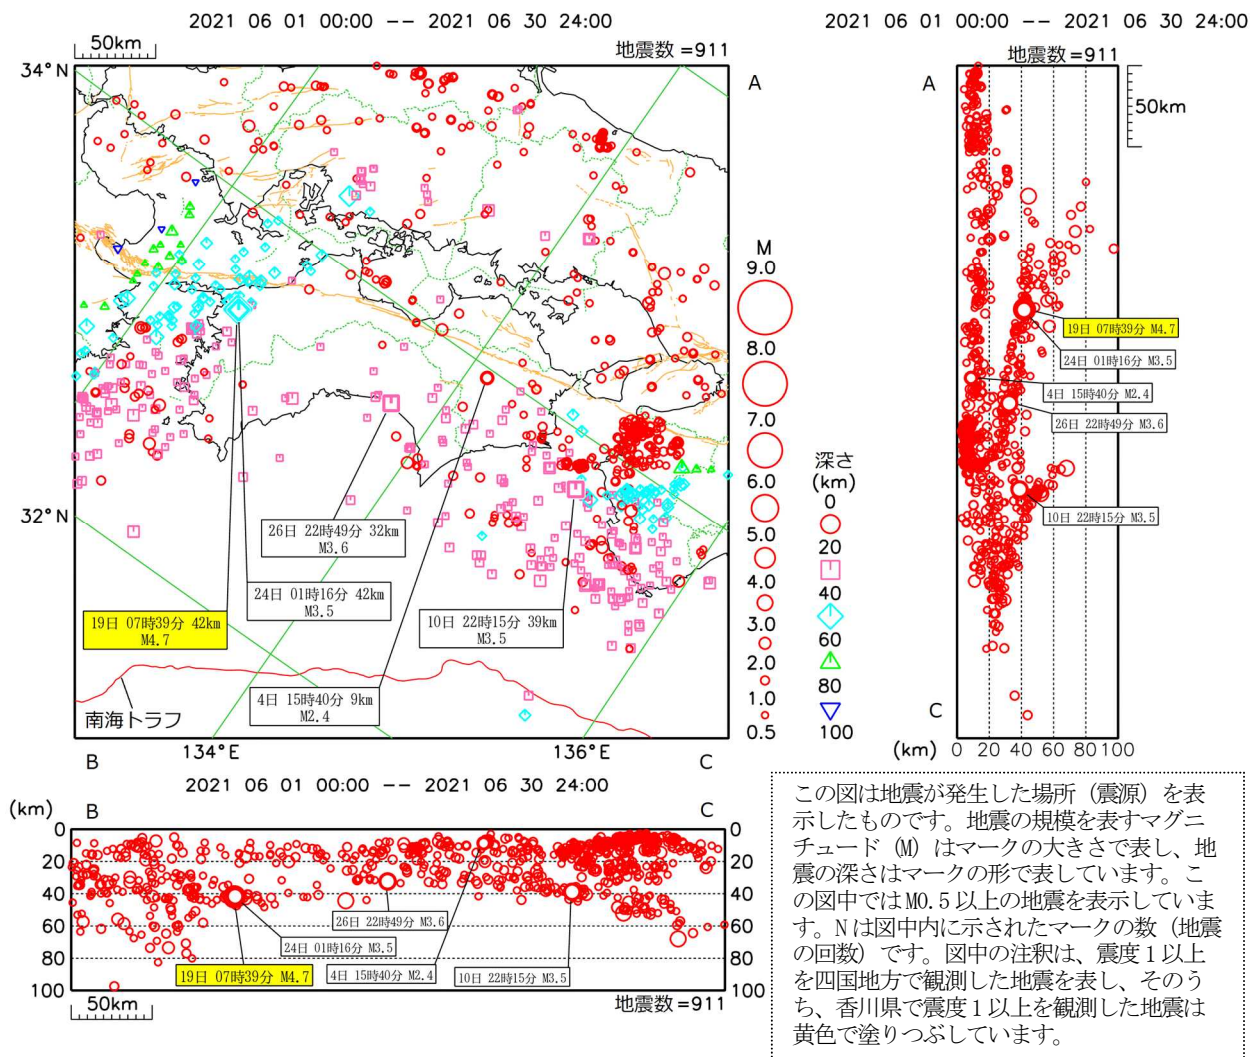 2021 06 01 00:00 -- 2021 06 30 24:00
50km
地震数=911
34°N
A
32°N
26日 22時49分 32km
M3.6
24日 01時16分 42km
M3.5
19日 07時39分 42km
M4.7
10日 22時15分 39km
M3.5
4日 15時40分 9km
M2.4
南海トラフ
134°E
136°E
B
C
M
9.0
8.0
7.0
6.0
5.0
4.0
3.0
2.0
1.0
0.5
深さ
(km)
0
20
40
60
80
100
2021 06 01 00:00 -- 2021 06 30 24:00
地震数=911
A
50km
19日 07時39分 M4.7
24日 01時16分 M3.5
4日 15時40分 M2.4
26日 22時49分 M3.6
10日 22時15分 M3.5
C
(km)
0 20 40 60 80 100
2021 06 01 00:00 -- 2021 06 30 24:00
(km)
B
C
0
20
40
60
80
100
0
20
40
60
80
100
26日 22時49分 M3.6
24日 01時16分 M3.5
19日 07時39分 M4.7
4日 15時40分 M2.4
10日 22時15分 M3.5
50km
地震数=911
この図は地震が発生した場所（震源）を表
示したものです。地震の規模を表すマグニ
チュード（M）はマークの大きさで表し、地
震の深さはマークの形で表しています。こ
の図中ではM0.5以上の地震を表示していま
す。Nは図中内に示されたマークの数（地震
の回数）です。図中の注釈は、震度１以上
を四国地方で観測した地震を表し、そのう
ち、香川県で震度１以上を観測した地震は
黄色で塗りつぶしています。